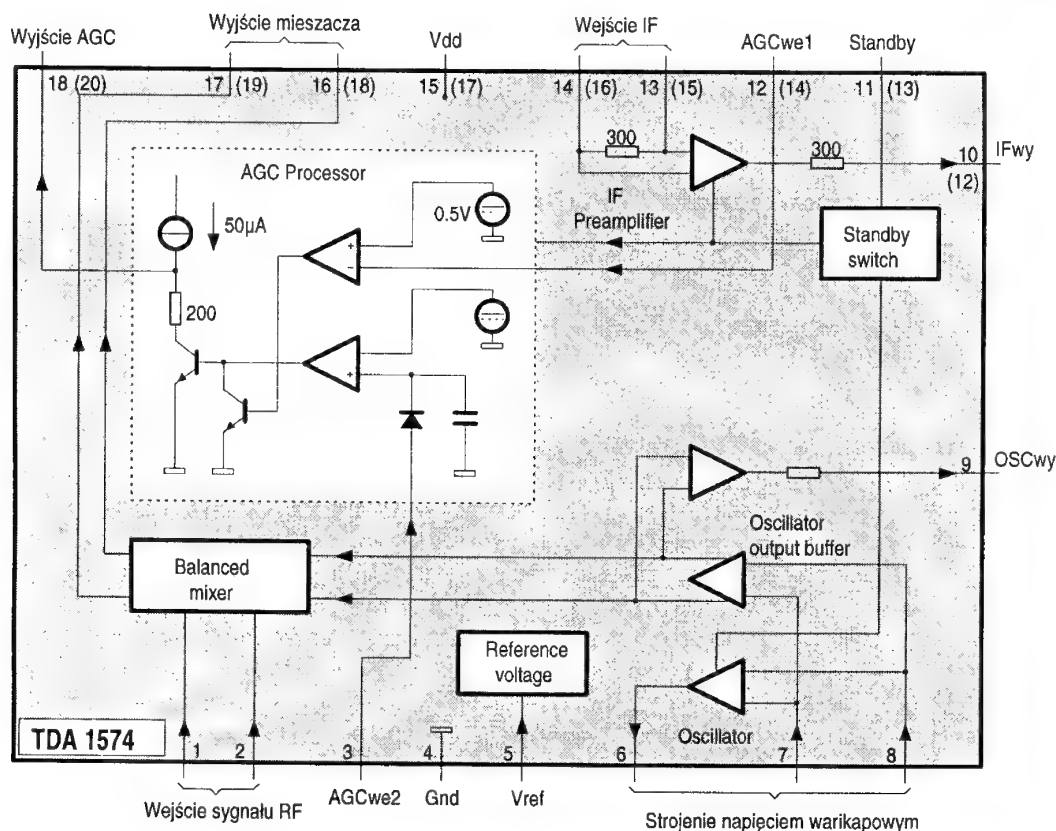 Wyjście AGC
Wyjście mieszacza
Vdd
Wejście IF
AGCwe1
Standby
18 (20)
17 (19)
16 (18)
15 (17)
14 (16)
13 (15)
12 (14)
11 (13)
AGC Processor
300
300
10
(12)
IFwy
50µA
0.5V
IF
Preamplifier
Standby
switch
200
9
OSCwy
Oscillator
output buffer
Balanced
mixer
Reference
voltage
TDA 1574
1
2
3
4
5
6
Oscillator
7
8
Wejście sygnału RF
AGCwe2
Gnd
Vref
Strojenie napięciem warikapowym